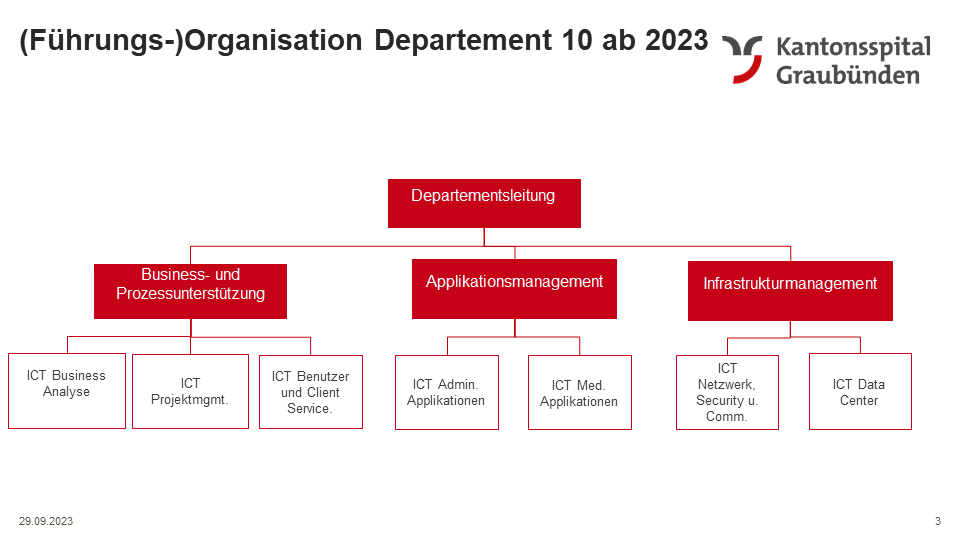 (Führungs-)Organisation Departement 10 ab 2023
Kantonsspital
Graubünden
Departementsleitung
Business- und
Prozessunterstützung
Applikationsmanagement
Infrastrukturmanagement
ICT Business
Analyse
ICT
Projektmgmt.
ICT Benutzer
und Client
Service.
ICT Admin.
Applikationen
ICT Med.
Applikationen
ICT
Netzwerk,
Security u.
Comm.
ICT Data
Center
29.09.2023
3